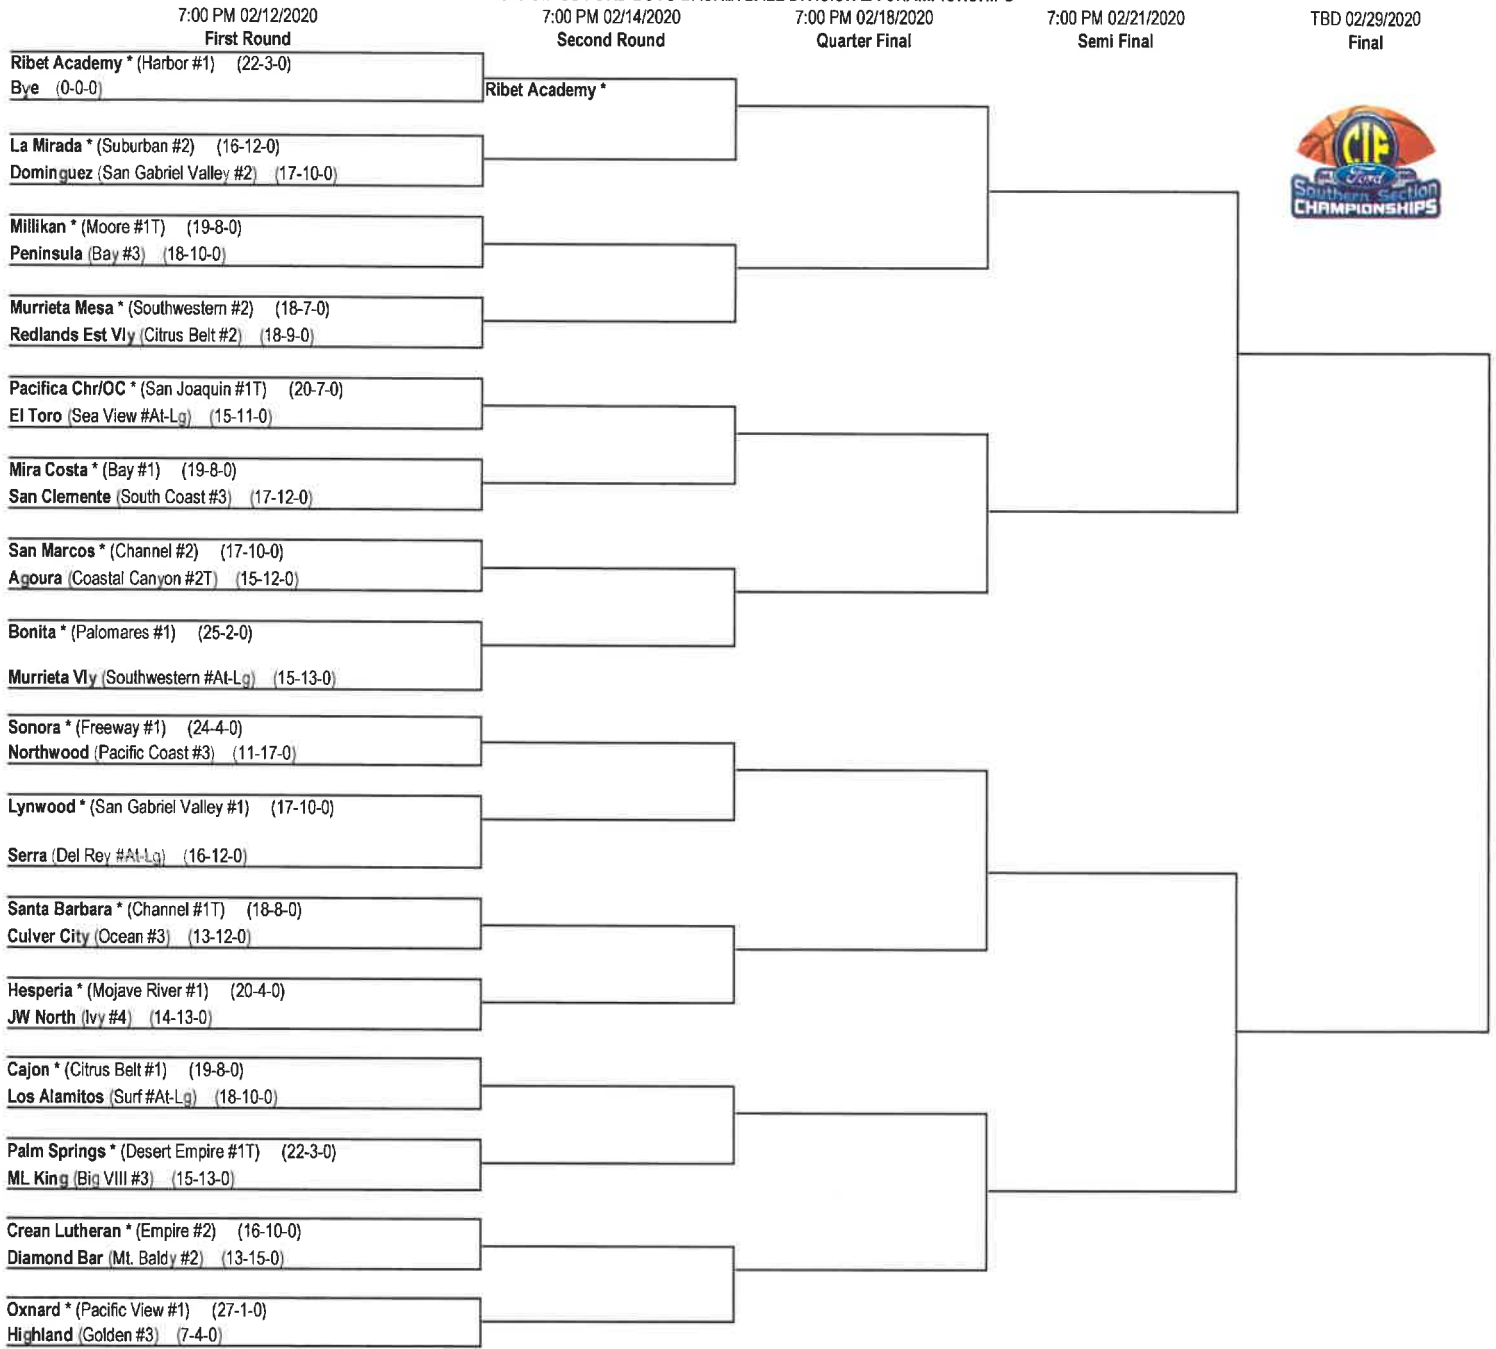 7:00 PM 02/12/2020
First Round
7:00 PM 02/14/2020
Second Round
7:00 PM 02/18/2020
Quarter Final
7:00 PM 02/21/2020
Semi Final
TBD 02/29/2020
Final
Ribet Academy * (Harbor #1) (22-3-0)
Bye (0-0-0)
Ribet Academy *
La Mirada * (Suburban #2) (16-12-0)
Dominguez (San Gabriel Valley #2) (17-10-0)
Millikan * (Moore #1T) (19-8-0)
Peninsula (Bay #3) (18-10-0)
Murrieta Mesa * (Southwestern #2) (18-7-0)
Redlands Est Vly (Citrus Belt #2) (18-9-0)
Pacifica Chr/OC * (San Joaquin #1T) (20-7-0)
El Toro (Sea View #At-Lg) (15-11-0)
Mira Costa * (Bay #1) (19-8-0)
San Clemente (South Coast #3) (17-12-0)
San Marcos * (Channel #2) (17-10-0)
Agoura (Coastal Canyon #2T) (15-12-0)
Bonita * (Palomares #1) (25-2-0)
Murrieta Vly (Southwestern #At-Lg) (15-13-0)
Sonora * (Freeway #1) (24-4-0)
Northwood (Pacific Coast #3) (11-17-0)
Lynwood * (San Gabriel Valley #1) (17-10-0)
Serra (Del Rey #At-Lg) (16-12-0)
Santa Barbara * (Channel #1T) (18-8-0)
Culver City (Ocean #3) (13-12-0)
Hesperia * (Mojave River #1) (20-4-0)
JW North (Ivy #4) (14-13-0)
Cajon * (Citrus Belt #1) (19-8-0)
Los Alamitos (Surf #At-Lg) (18-10-0)
Palm Springs * (Desert Empire #1T) (22-3-0)
ML King (Big VIII #3) (15-13-0)
Crean Lutheran * (Empire #2) (16-10-0)
Diamond Bar (Mt. Baldy #2) (13-15-0)
Oxnard * (Pacific View #1) (27-1-0)
Highland (Golden #3) (7-4-0)
CIF
Ford
Southern Section
CHAMPIONSHIPS